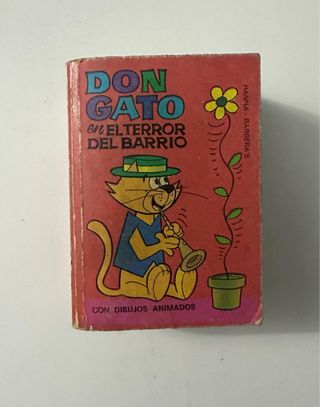 DON
GATO
en EL TERROR
DEL BARRIO
HANNA-BARBERA'S
CON DIBUJOS ANIMADOS